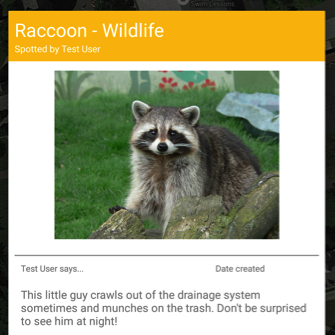 Raccoon - Wildlife
Spotted by Test User
Test User says...
Date created
This little guy crawls out of the drainage system
sometimes and munches on the trash. Don't be surprised
to see him at night!